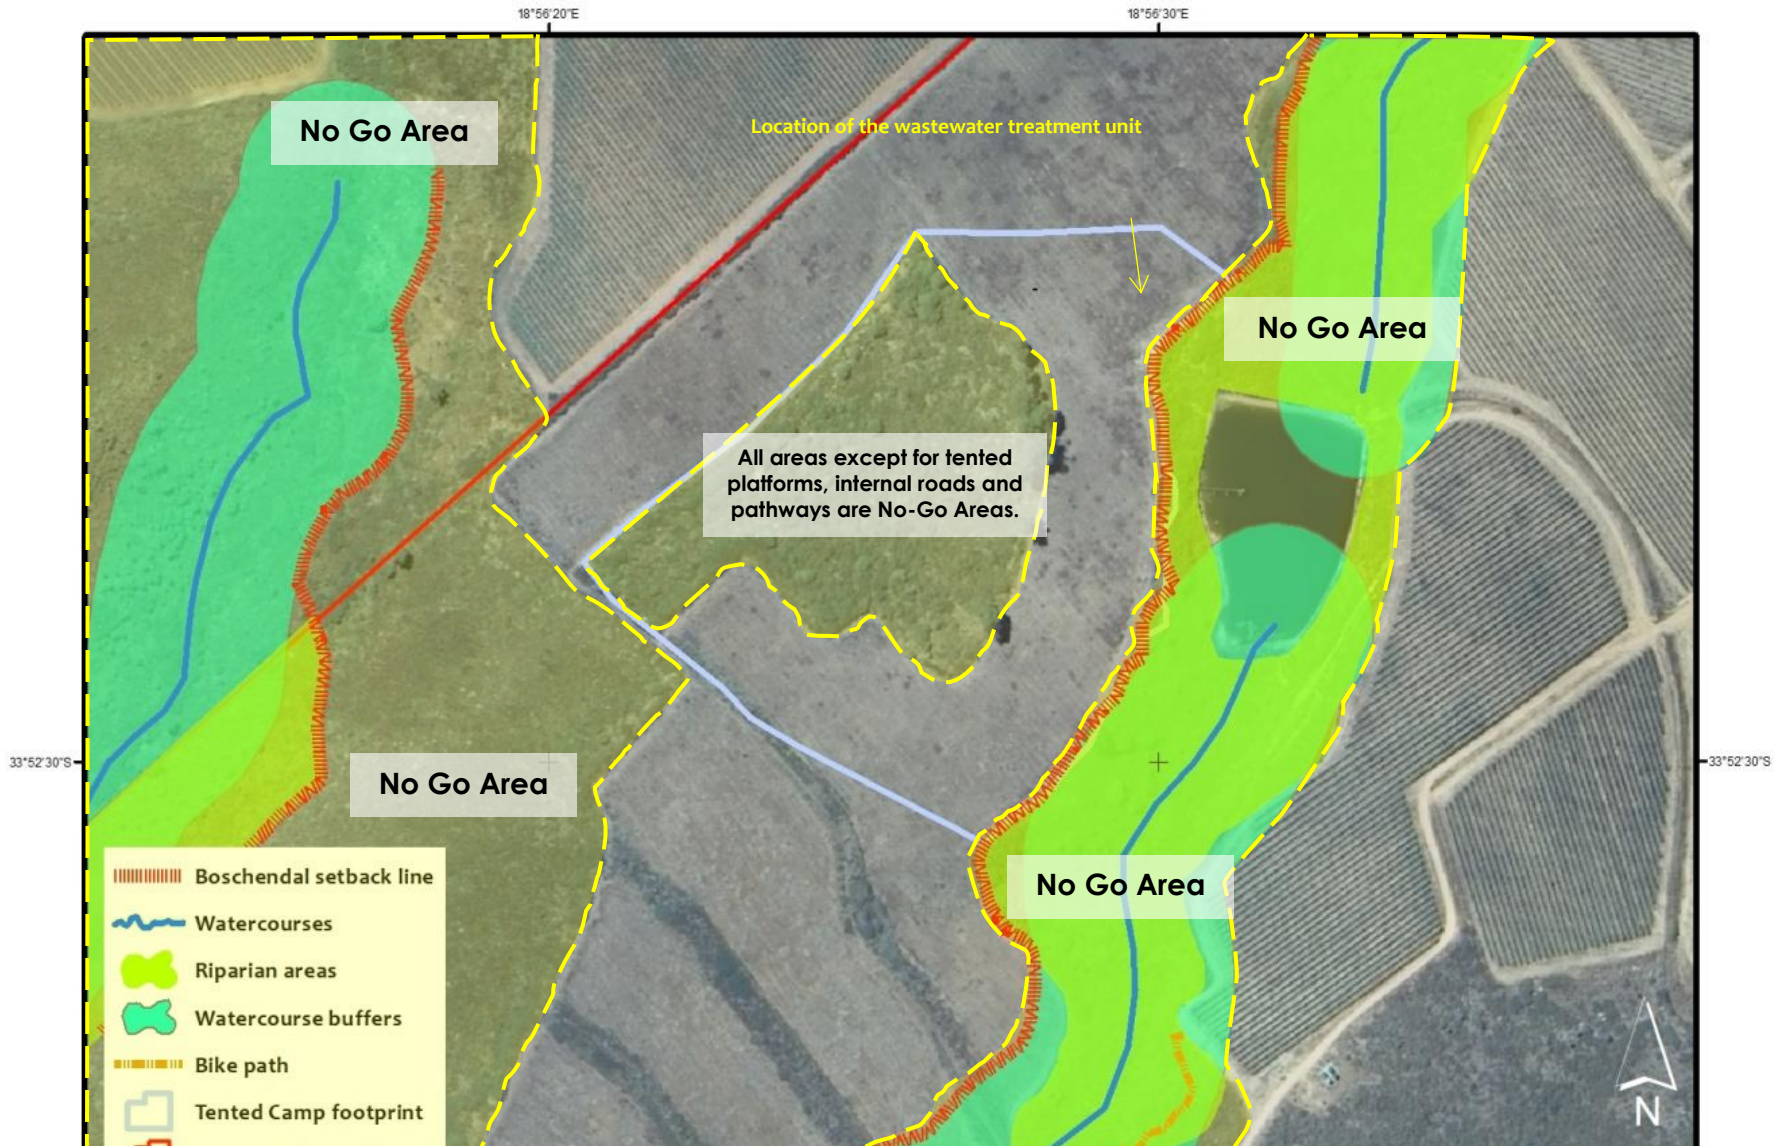 18°56'20"E
18°56'30"E
No Go Area
Location of the wastewater treatment unit
No Go Area
All areas except for tented
platforms, internal roads and
pathways are No-Go Areas.
33°52'30"S
33°52'30"S
No Go Area
No Go Area
Boschendal setback line
Watercourses
Riparian areas
Watercourse buffers
Bike path
Tented Camp footprint
N